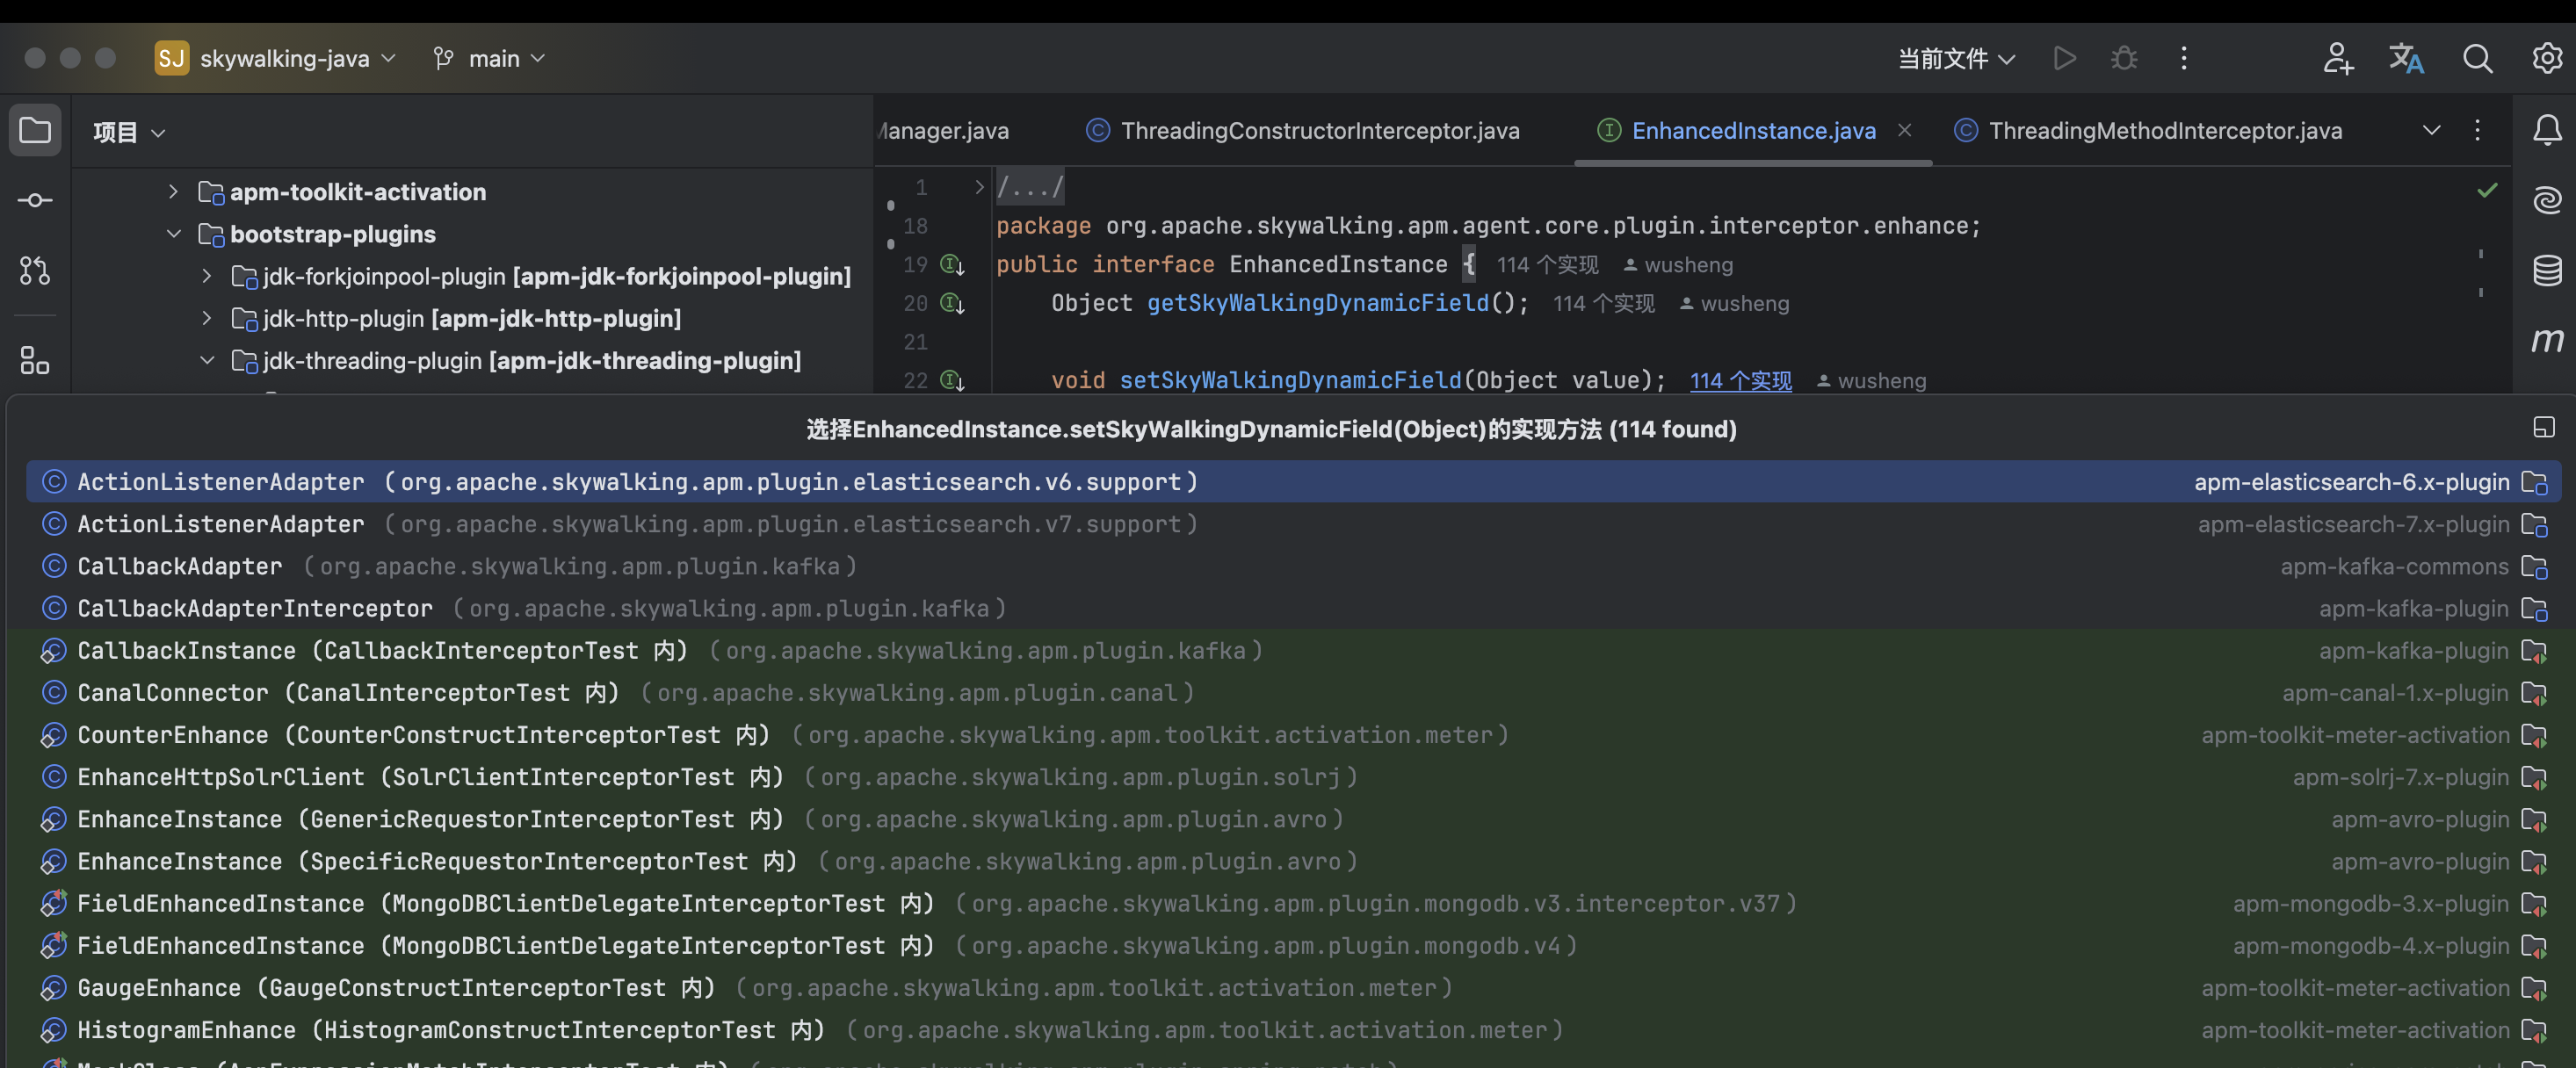 SJ skywalking-java main 当前文件
项目
Manager.java ThreadingConstructorInterceptor.java EnhancedInstance.java ThreadingMethodInterceptor.java
apm-toolkit-activation
bootstrap-plugins
jdk-forkjoinpool-plugin [apm-jdk-forkjoinpool-plugin]
jdk-http-plugin [apm-jdk-http-plugin]
jdk-threading-plugin [apm-jdk-threading-plugin]
1 /.../
18 package org.apache.skywalking.apm.agent.core.plugin.interceptor.enhance;
19 public interface EnhancedInstance { 114 个实现 wusheng
20 Object getSkyWalkingDynamicField(); 114 个实现 wusheng
21
22 void setSkyWalkingDynamicField(Object value); 114 个实现 wusheng
选择EnhancedInstance.setSkyWalkingDynamicField(Object)的实现方法 (114 found)
ActionListenerAdapter (org.apache.skywalking.apm.plugin.elasticsearch.v6.support) apm-elasticsearch-6.x-plugin
ActionListenerAdapter (org.apache.skywalking.apm.plugin.elasticsearch.v7.support) apm-elasticsearch-7.x-plugin
CallbackAdapter (org.apache.skywalking.apm.plugin.kafka) apm-kafka-commons
CallbackAdapterInterceptor (org.apache.skywalking.apm.plugin.kafka) apm-kafka-plugin
CallbackInstance (CallbackInterceptorTest 内) (org.apache.skywalking.apm.plugin.kafka) apm-kafka-plugin
CanalConnector (CanalInterceptorTest 内) (org.apache.skywalking.apm.plugin.canal) apm-canal-1.x-plugin
CounterEnhance (CounterConstructInterceptorTest 内) (org.apache.skywalking.apm.toolkit.activation.meter) apm-toolkit-meter-activation
EnhanceHttpSolrClient (SolrClientInterceptorTest 内) (org.apache.skywalking.apm.plugin.solrj) apm-solrj-7.x-plugin
EnhanceInstance (GenericRequestorInterceptorTest 内) (org.apache.skywalking.apm.plugin.avro) apm-avro-plugin
EnhanceInstance (SpecificRequestorInterceptorTest 内) (org.apache.skywalking.apm.plugin.avro) apm-avro-plugin
FieldEnhancedInstance (MongoDBClientDelegateInterceptorTest 内) (org.apache.skywalking.apm.plugin.mongodb.v3.interceptor.v37) apm-mongodb-3.x-plugin
FieldEnhancedInstance (MongoDBClientDelegateInterceptorTest 内) (org.apache.skywalking.apm.plugin.mongodb.v4) apm-mongodb-4.x-plugin
GaugeEnhance (GaugeConstructInterceptorTest 内) (org.apache.skywalking.apm.toolkit.activation.meter) apm-toolkit-meter-activation
HistogramEnhance (HistogramConstructInterceptorTest 内) (org.apache.skywalking.apm.toolkit.activation.meter) apm-toolkit-meter-activation